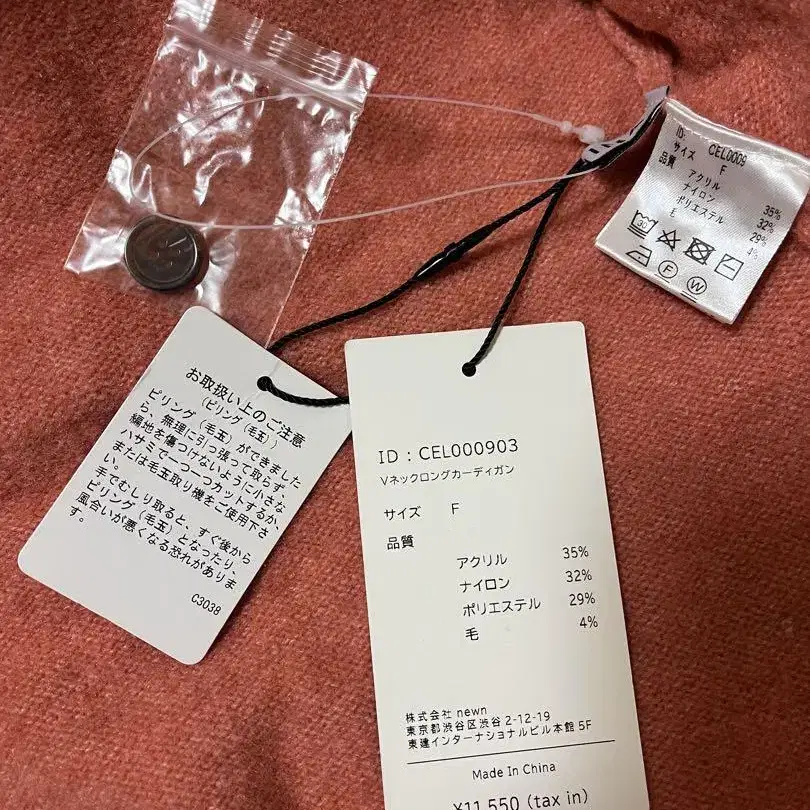 ID:
CEL0009
サイズ
F
品質
アクリル
35%
ナイロン
32%
ポリエステル
29%
4%
30
F
W
お取扱い上のご注意
(ピリング(毛玉))
ピリング(毛玉)ができました
ら、無理に引っ張って取らず、
編地を傷つけないように小さな
ハサミで一つ一つカットするか、
または毛玉取り機をご使用下さ
い。
手でむしり取ると、すぐ後から
ピリング(毛玉)となったり、
風合いが悪くなる恐れがありま
す。
C3038
ID : CEL000903
Vネックロングカーディガン
サイズ F
品質
アクリル 35%
ナイロン 32%
ポリエステル 29%
毛 4%
株式会社 newn
東京都渋谷区渋谷 2-12-19
東建インターナショナルビル本館 5F
Made In China
¥11,550 (tax in)